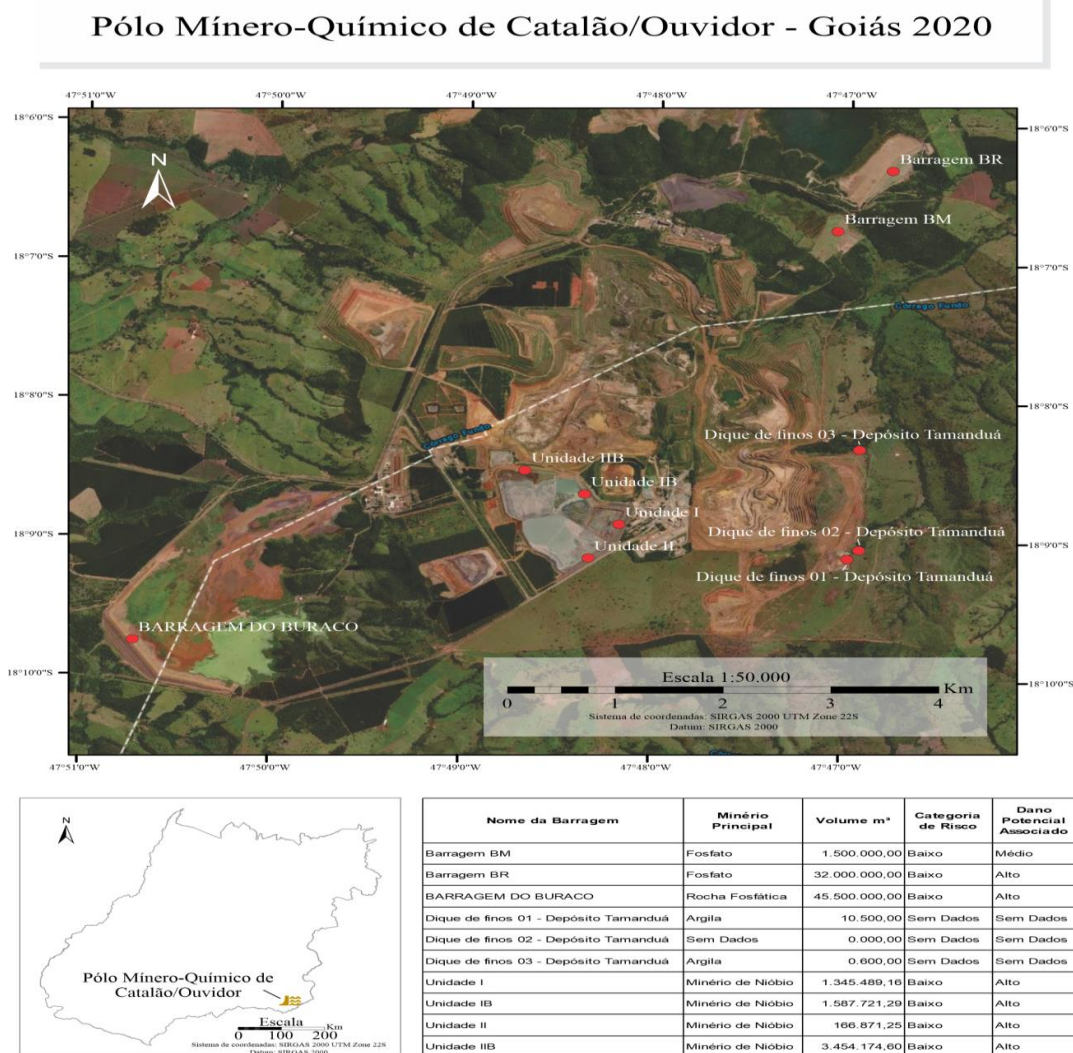 Pólo Mínero-Químico de Catalão/Ouvidor - Goiás 2020
47°51'0"W 47°50'0"W 47°49'0"W 47°48'0"W 47°47'0"W
18°6'0"S 18°6'0"S
N
Barragem BR
Barragem BM
18°7'0"S 18°7'0"S
Córrego Fundo
18°8'0"S 18°8'0"S
Córrego Fundo
Dique de finos 03 - Depósito Tamanduá
Unidade IIB
Unidade IB
Unidade I
18°9'0"S 18°9'0"S
Dique de finos 02 - Depósito Tamanduá
Unidade II
Dique de finos 01 - Depósito Tamanduá
BARRAGEM DO BURACO
18°10'0"S 18°10'0"S
Escala 1:50.000
0 1 2 3 4 Km
Sistema de coordenadas: SIRGAS 2000 UTM Zone 22S
Datum: SIRGAS 2000
47°51'0"W 47°50'0"W 47°49'0"W 47°48'0"W 47°47'0"W
N
Pólo Mínero-Químico de
Catalão/Ouvidor
Escala
0 100 200 Km
Sistema de coordenadas: SIRGAS 2000 UTM Zone 22S
Datum: SIRGAS 2000
Nome da Barragem Minério Principal Volume m³ Categoria de Risco Dano Potencial Associado
Barragem BM Fosfato 1.500.000,00 Baixo Médio
Barragem BR Fosfato 32.000.000,00 Baixo Alto
BARRAGEM DO BURACO Rocha Fosfática 45.500.000,00 Baixo Alto
Dique de finos 01 - Depósito Tamanduá Argila 10.500,00 Sem Dados Sem Dados
Dique de finos 02 - Depósito Tamanduá Sem Dados 0.000,00 Sem Dados Sem Dados
Dique de finos 03 - Depósito Tamanduá Argila 0.600,00 Sem Dados Sem Dados
Unidade I Minério de Nióbio 1.345.489,16 Baixo Alto
Unidade IB Minério de Nióbio 1.587.721,29 Baixo Alto
Unidade II Minério de Nióbio 166.871,25 Baixo Alto
Unidade IIB Minério de Nióbio 3.454.174,60 Baixo Alto